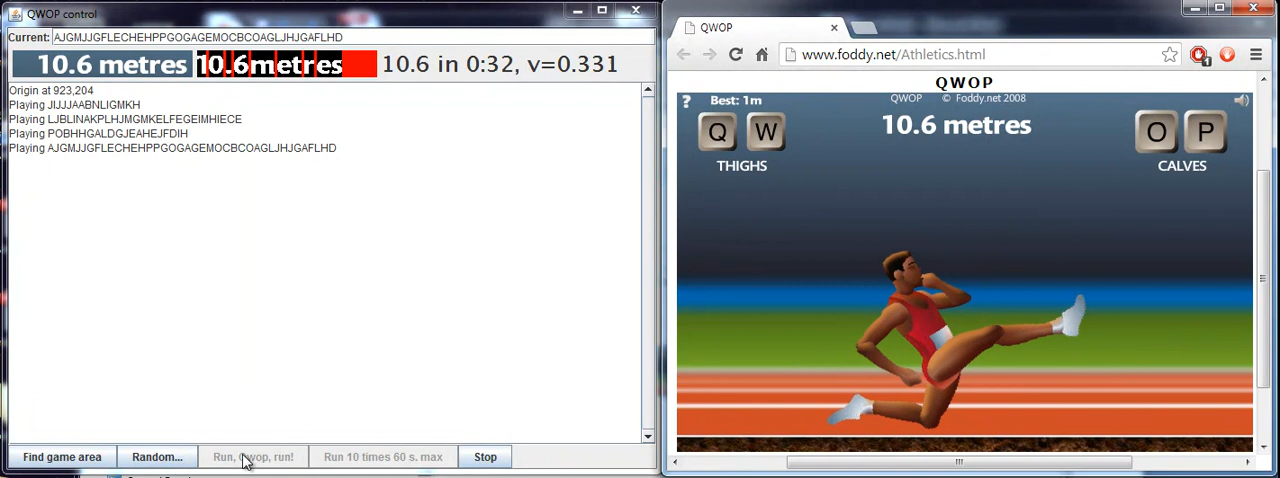 QWOP control
Current: AJGMJJGFLECHEHPPGOGAGEMOCBCOAGLJHJGAFLHD
10.6 metres 10.6metres 10.6 in 0:32, v=0.331
Origin at 923,204
Playing JIJJJAABNLIGMKH
Playing LJBLINAKPLHJMGMKELFEGEIMHIECE
Playing POBHHGALDGJEAHEJFDIH
Playing AJGMJJGFLECHEHPPGOGAGEMOCBCOAGLJHJGAFLHD
Find game area Random... Run, Qwop, run! Run 10 times 60 s. max Stop
QWOP
www.foddy.net/Athletics.html
1
QWOP
? Best: 1m QWOP © Foddy.net 2008
10.6 metres
Q W O P
THIGHS CALVES